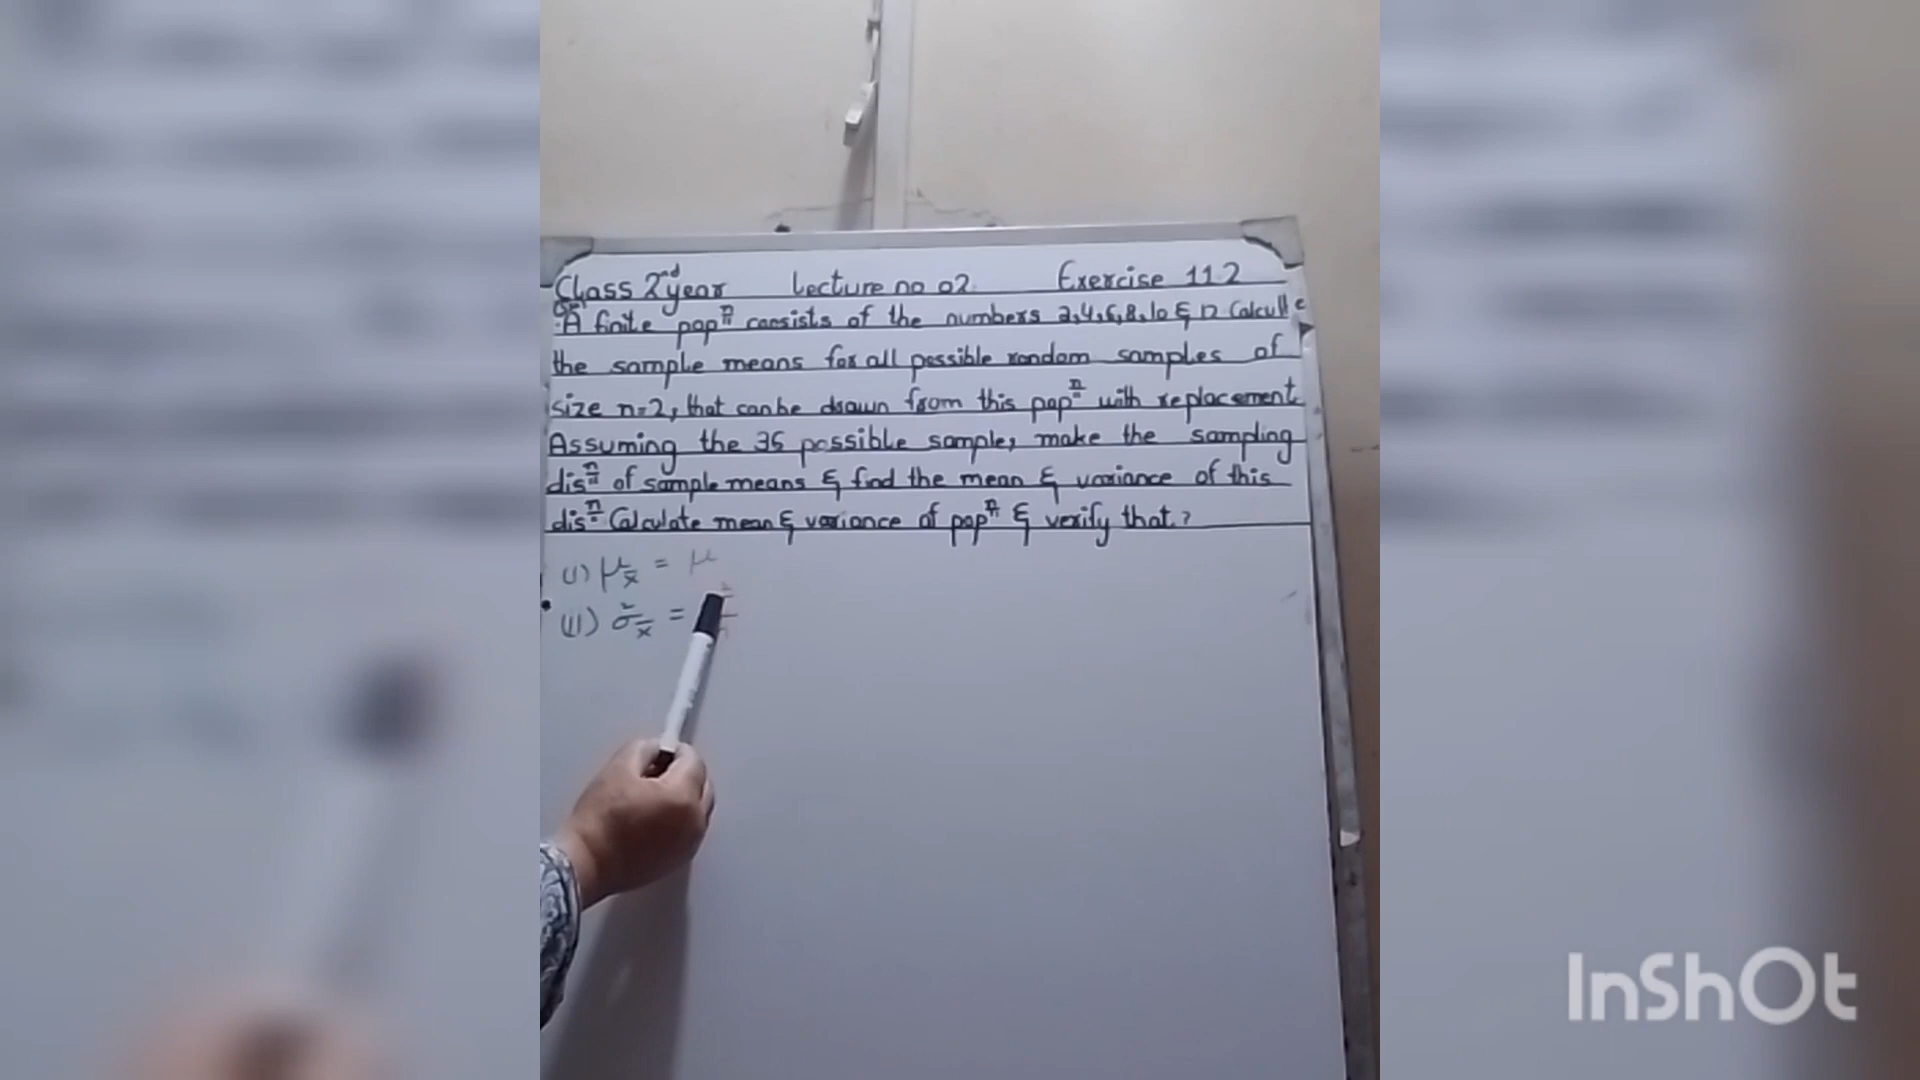 Class 2nd year Lecture no 02 Exercise 11.2
A finite popⁿ consists of the numbers 2,4,6,8,10 & 12 Calcul
the sample means for all possible random samples of
size n=2, that can be drawn from this popⁿ with replacement
Assuming the 36 possible samples make the sampling
disⁿ of sample means & find the mean & variance of this
disⁿ Calculate mean & variance of popⁿ & verify that?
(I) μx̄ = μ
(II) σ²x̄ =
InShOt